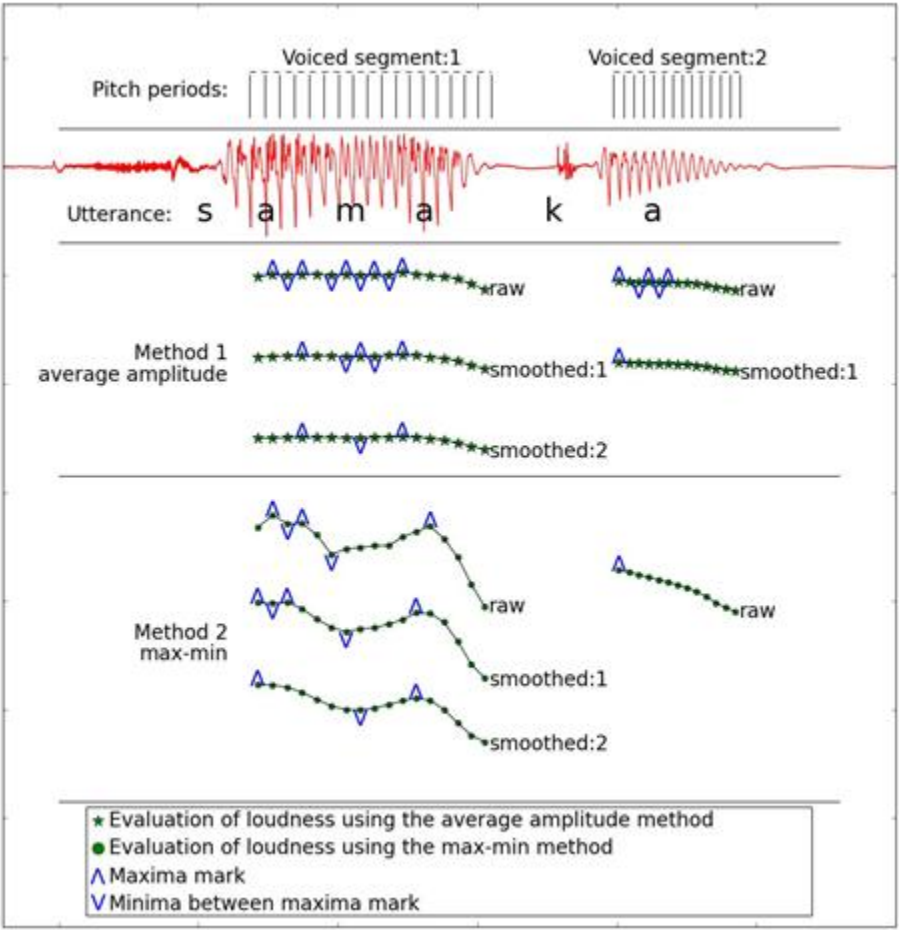 Voiced segment:1 Voiced segment:2
Pitch periods:
Utterance: s a m a k a
raw raw
Method 1
average amplitude
smoothed:1 smoothed:1
smoothed:2
raw raw
Method 2
max-min
smoothed:1
smoothed:2
Evaluation of loudness using the average amplitude method
Evaluation of loudness using the max-min method
Maxima mark
Minima between maxima mark